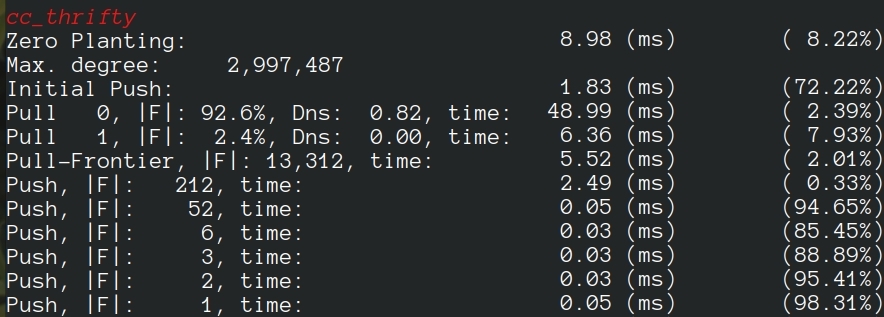 cc_thrifty
Zero Planting: 8.98 (ms) ( 8.22%)
Max. degree: 2,997,487
Initial Push: 1.83 (ms) (72.22%)
Pull 0, |F|: 92.6%, Dns: 0.82, time: 48.99 (ms) ( 2.39%)
Pull 1, |F|: 2.4%, Dns: 0.00, time: 6.36 (ms) ( 7.93%)
Pull-Frontier, |F|: 13,312, time: 5.52 (ms) ( 2.01%)
Push, |F|: 212, time: 2.49 (ms) ( 0.33%)
Push, |F|: 52, time: 0.05 (ms) (94.65%)
Push, |F|: 6, time: 0.03 (ms) (85.45%)
Push, |F|: 3, time: 0.03 (ms) (88.89%)
Push, |F|: 2, time: 0.03 (ms) (95.41%)
Push, |F|: 1, time: 0.05 (ms) (98.31%)